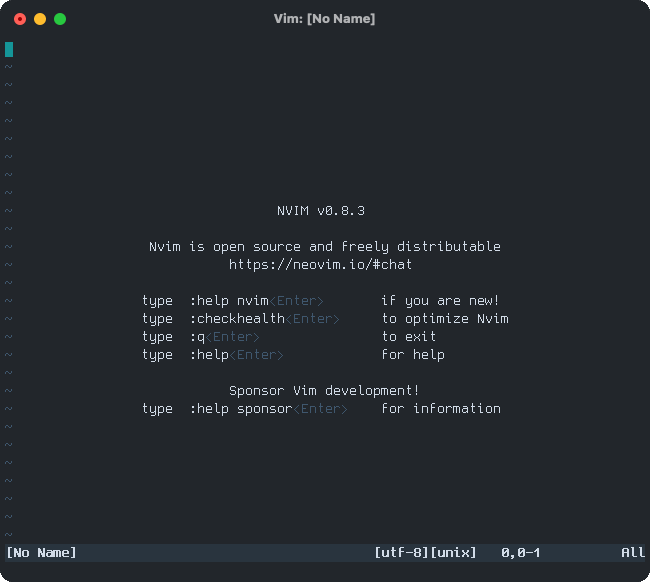 Vim: [No Name]
~
~
~
~
~
~
~
~
~ NVIM v0.8.3
~
~ Nvim is open source and freely distributable
~ https://neovim.io/#chat
~
~ type  :help nvim<Enter>       if you are new!
~ type  :checkhealth<Enter>     to optimize Nvim
~ type  :q<Enter>               to exit
~ type  :help<Enter>            for help
~
~ Sponsor Vim development!
~ type  :help sponsor<Enter>    for information
~
~
~
~
~
~
~
[No Name] [utf-8][unix] 0,0-1 All